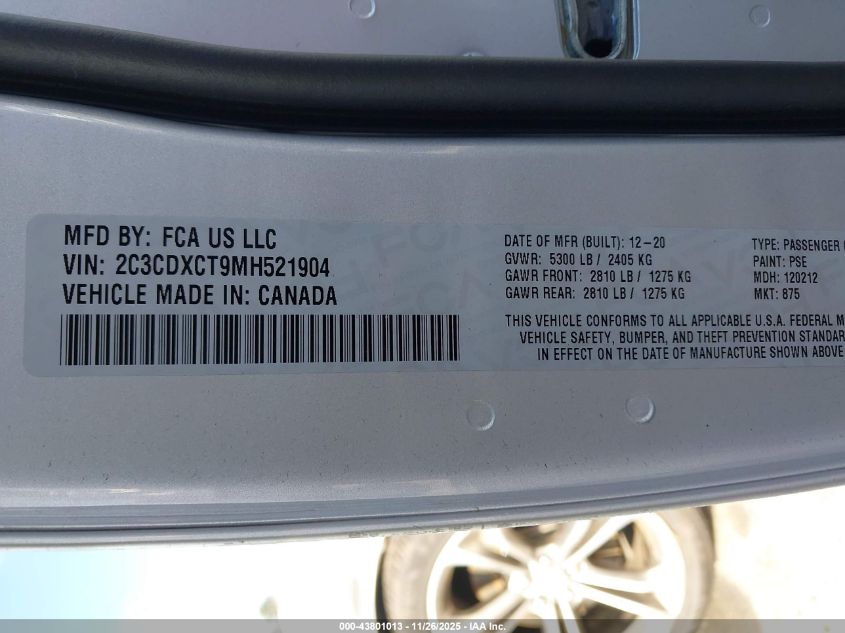 MFD BY: FCA US LLC
VIN: 2C3CDXCT9MH521904
VEHICLE MADE IN: CANADA
DATE OF MFR (BUILT): 12-20
GVWR: 5300 LB / 2405 KG
GAWR FRONT: 2810 LB / 1275 KG
GAWR REAR: 2810 LB / 1275 KG
TYPE: PASSENGER
PAINT: PSE
MDH: 120212
MKT: 875
THIS VEHICLE CONFORMS TO ALL APPLICABLE U.S.A. FEDERAL M
VEHICLE SAFETY, BUMPER, AND THEFT PREVENTION STANDAR
IN EFFECT ON THE DATE OF MANUFACTURE SHOWN ABOVE
000-43801013 - 11/26/2025 - IAA Inc.